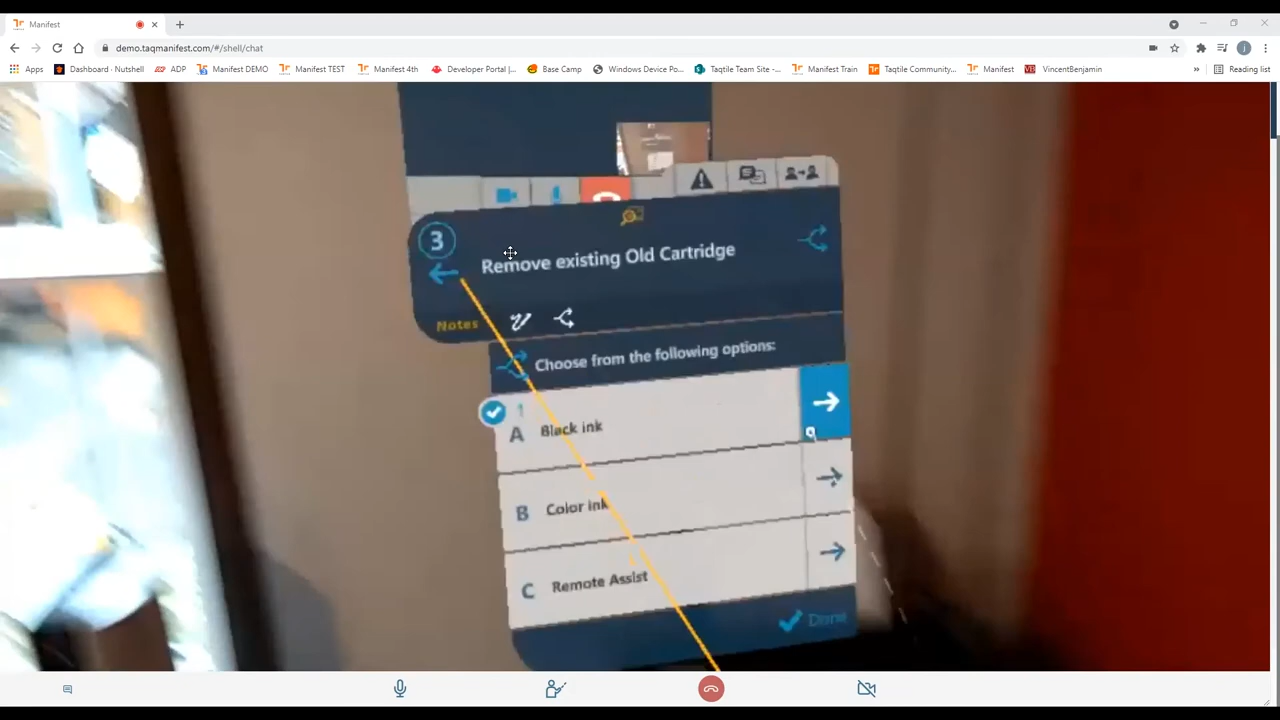 Manifest
demo.taqmanifest.com/#/shell/chat
Apps
Dashboard - Nutshell
ADP
Manifest DEMO
Manifest TEST
Manifest 4th
Developer Portal |...
Base Camp
Windows Device Po...
Taqtile Team Site -...
Manifest Train
Taqtile Community...
Manifest
VincentBenjamin
»
Reading list
3
Remove existing Old Cartridge
Notes
Choose from the following options:
A Black ink
B Color ink
C Remote Assist
Done